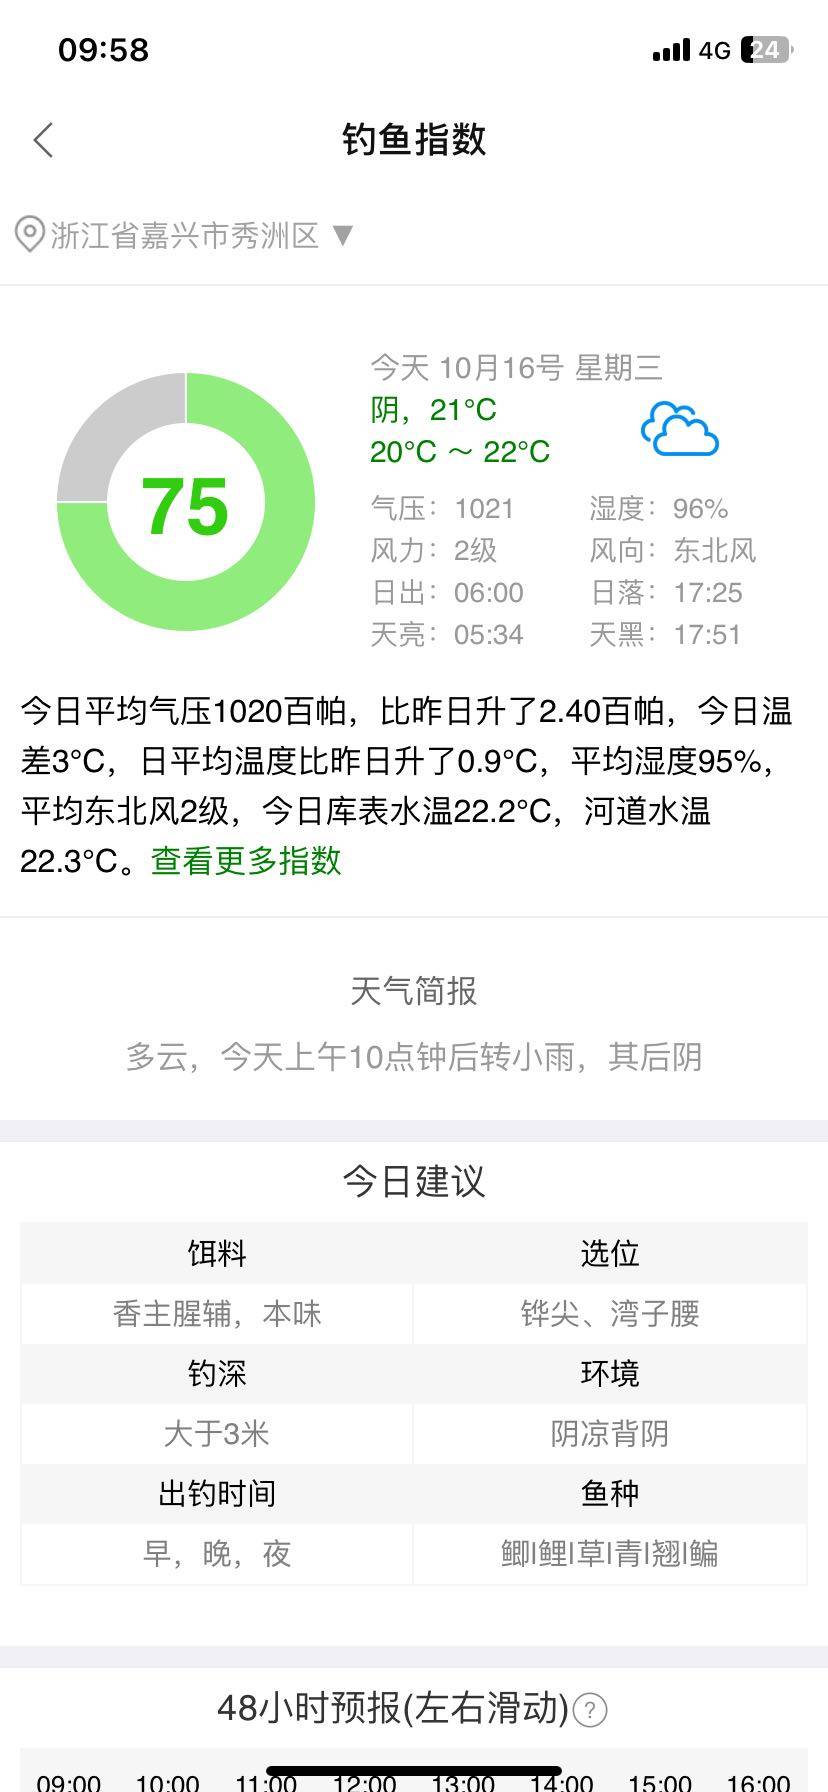 09:58 4G 24
钓鱼指数
浙江省嘉兴市秀洲区 ▼
今天 10月16号 星期三
阴，21°C
20°C ～ 22°C
75
气压：1021 湿度：96%
风力：2级 风向：东北风
日出：06:00 日落：17:25
天亮：05:34 天黑：17:51
今日平均气压1020百帕，比昨日升了2.40百帕，今日温
差3°C，日平均温度比昨日升了0.9°C，平均湿度95%，
平均东北风2级，今日库表水温22.2°C，河道水温
22.3°C。查看更多指数
天气简报
多云，今天上午10点钟后转小雨，其后阴
今日建议
饵料 选位
香主腥辅，本味 铧尖、湾子腰
钓深 环境
大于3米 阴凉背阴
出钓时间 鱼种
早，晚，夜 鲫|鲤|草|青|翘|鳊
48小时预报(左右滑动)?
09:00 10:00 11:00 12:00 13:00 14:00 15:00 16:00